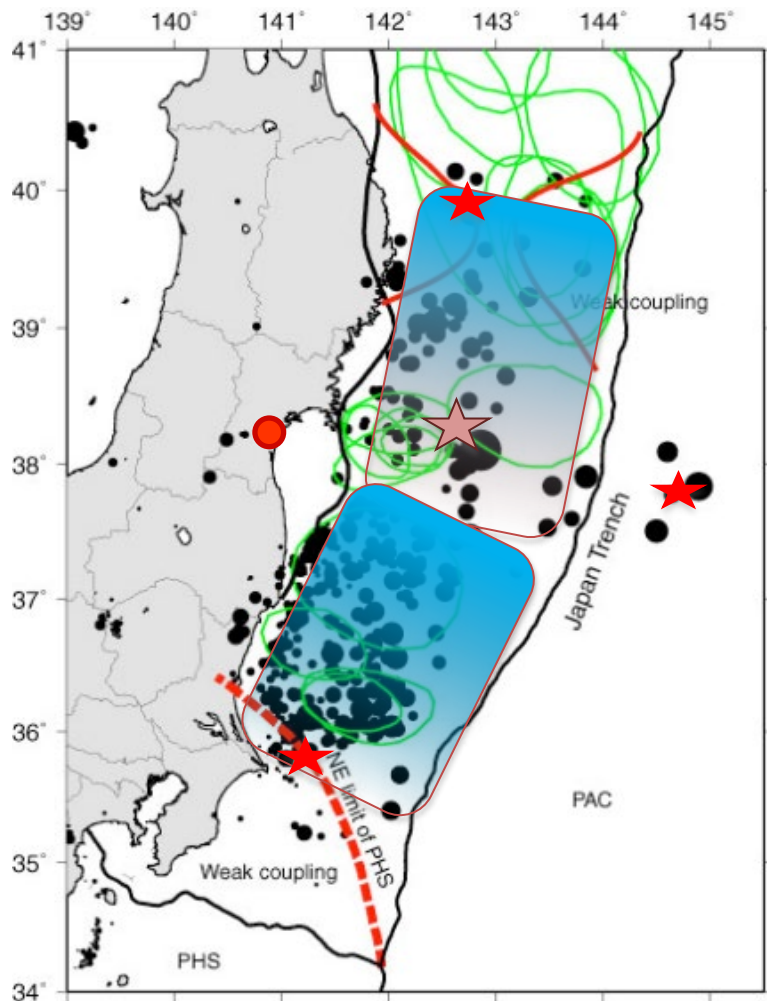 139° 140° 141° 142° 143° 144° 145°
41°
40°
Weak coupling
39°
38°
Japan Trench
37°
36°
NE limit of PHS
PAC
35°
Weak coupling
PHS
34°